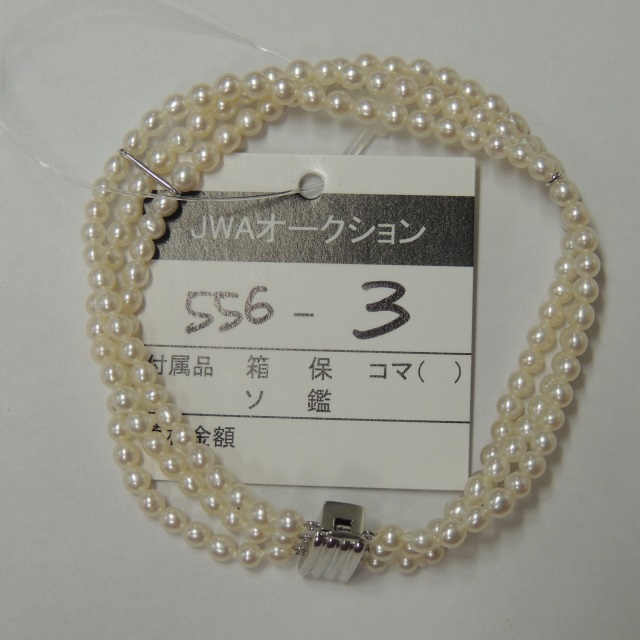 JWAオークション
556 - 3
付属品 箱 保 コマ( )
ソ 鑑
金額